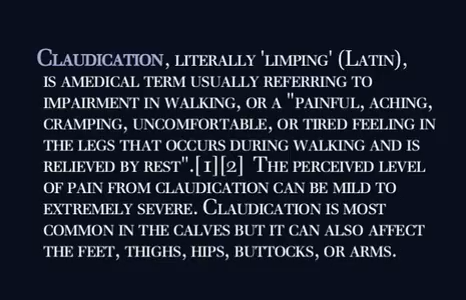 Claudication, literally 'limping' (Latin),
is amedical term usually referring to
impairment in walking, or a "painful, aching,
cramping, uncomfortable, or tired feeling in
the legs that occurs during walking and is
relieved by rest".[1][2] The perceived level
of pain from claudication can be mild to
extremely severe. Claudication is most
common in the calves but it can also affect
the feet, thighs, hips, buttocks, or arms.